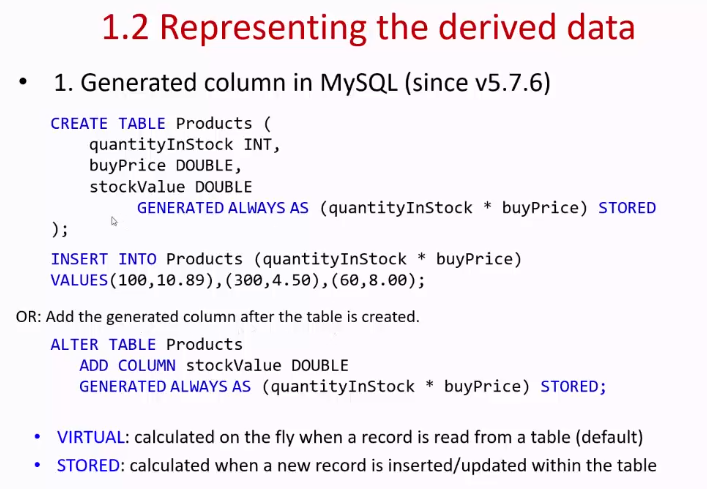 1.2 Representing the derived data
• 1. Generated column in MySQL (since v5.7.6)
CREATE TABLE Products (
quantityInStock INT,
buyPrice DOUBLE,
stockValue DOUBLE
GENERATED ALWAYS AS (quantityInStock * buyPrice) STORED
);
INSERT INTO Products (quantityInStock * buyPrice)
VALUES(100,10.89),(300,4.50),(60,8.00);
OR: Add the generated column after the table is created.
ALTER TABLE Products
ADD COLUMN stockValue DOUBLE
GENERATED ALWAYS AS (quantityInStock * buyPrice) STORED;
• VIRTUAL: calculated on the fly when a record is read from a table (default)
• STORED: calculated when a new record is inserted/updated within the table